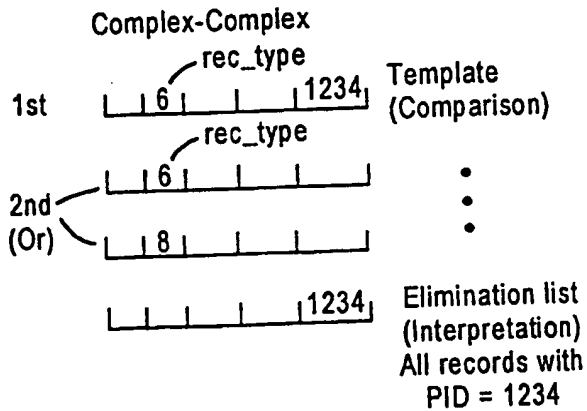 Complex-Complex
rec_type
1st 6 1234 Template
(Comparison)
rec_type
6
2nd
(Or)
8
1234 Elimination list
(Interpretation)
All records with
PID = 1234